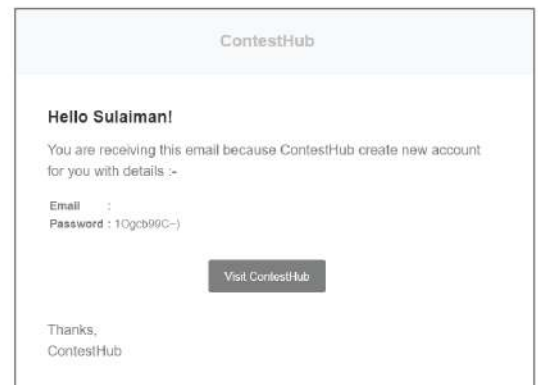 ContestHub
Hello Sulaiman!
You are receiving this email because ContestHub create new account
for you with details :-
Email :
Password :
Visit ContestHub
Thanks,
ContestHub